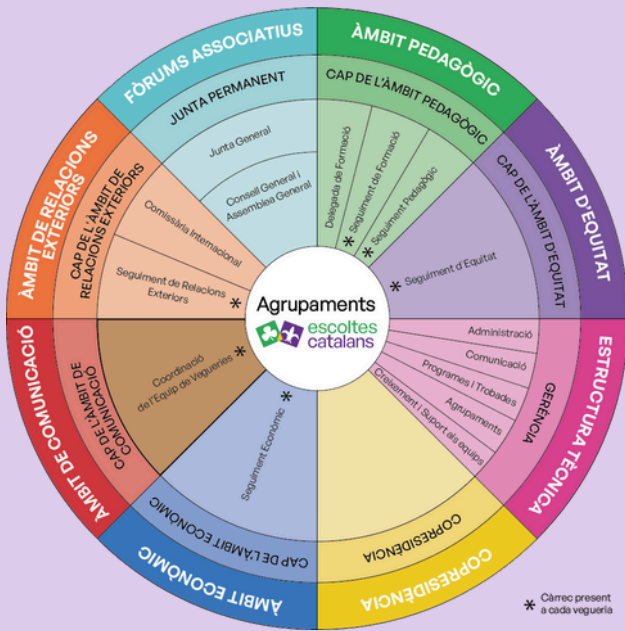 FÒRUMS ASSOCIATIUS
JUNTA PERMANENT
Junta General
Consell General i
Assemblea General
ÀMBIT PEDAGÒGIC
CAP DE L'ÀMBIT PEDAGÒGIC
Delegada de Formació
* Seguiment de Formació
* Seguiment Pedagògic
ÀMBIT D'EQUITAT
CAP DE L'ÀMBIT D'EQUITAT
* Seguiment d'Equitat
ESTRUCTURA TÈCNICA
GERÈNCIA
Administració
Comunicació
Programes i Trobades
Agrupaments
Creixement i Suport als equips
COPRESIDÈNCIA
COPRESIDÈNCIA
ÀMBIT ECONÒMIC
CAP DE L'ÀMBIT ECONÒMIC
Seguiment Econòmic *
ÀMBIT DE COMUNICACIÓ
CAP DE L'ÀMBIT DE
COMUNICACIÓ
Coordinació
de l'Equip de Vegueries *
ÀMBIT DE RELACIONS
EXTERIORS
CAP DE L'ÀMBIT DE
RELACIONS EXTERIORS
Comissària Internacional
Seguiment de Relacions
Exteriors *
Agrupaments
escoltes
catalans
* Càrrec present
a cada vegueria